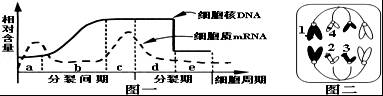 相对含量
细胞核DNA
细胞质mRNA
a b c d e
分裂间期 分裂期 细胞周期
图一
1 4
2 3
图二